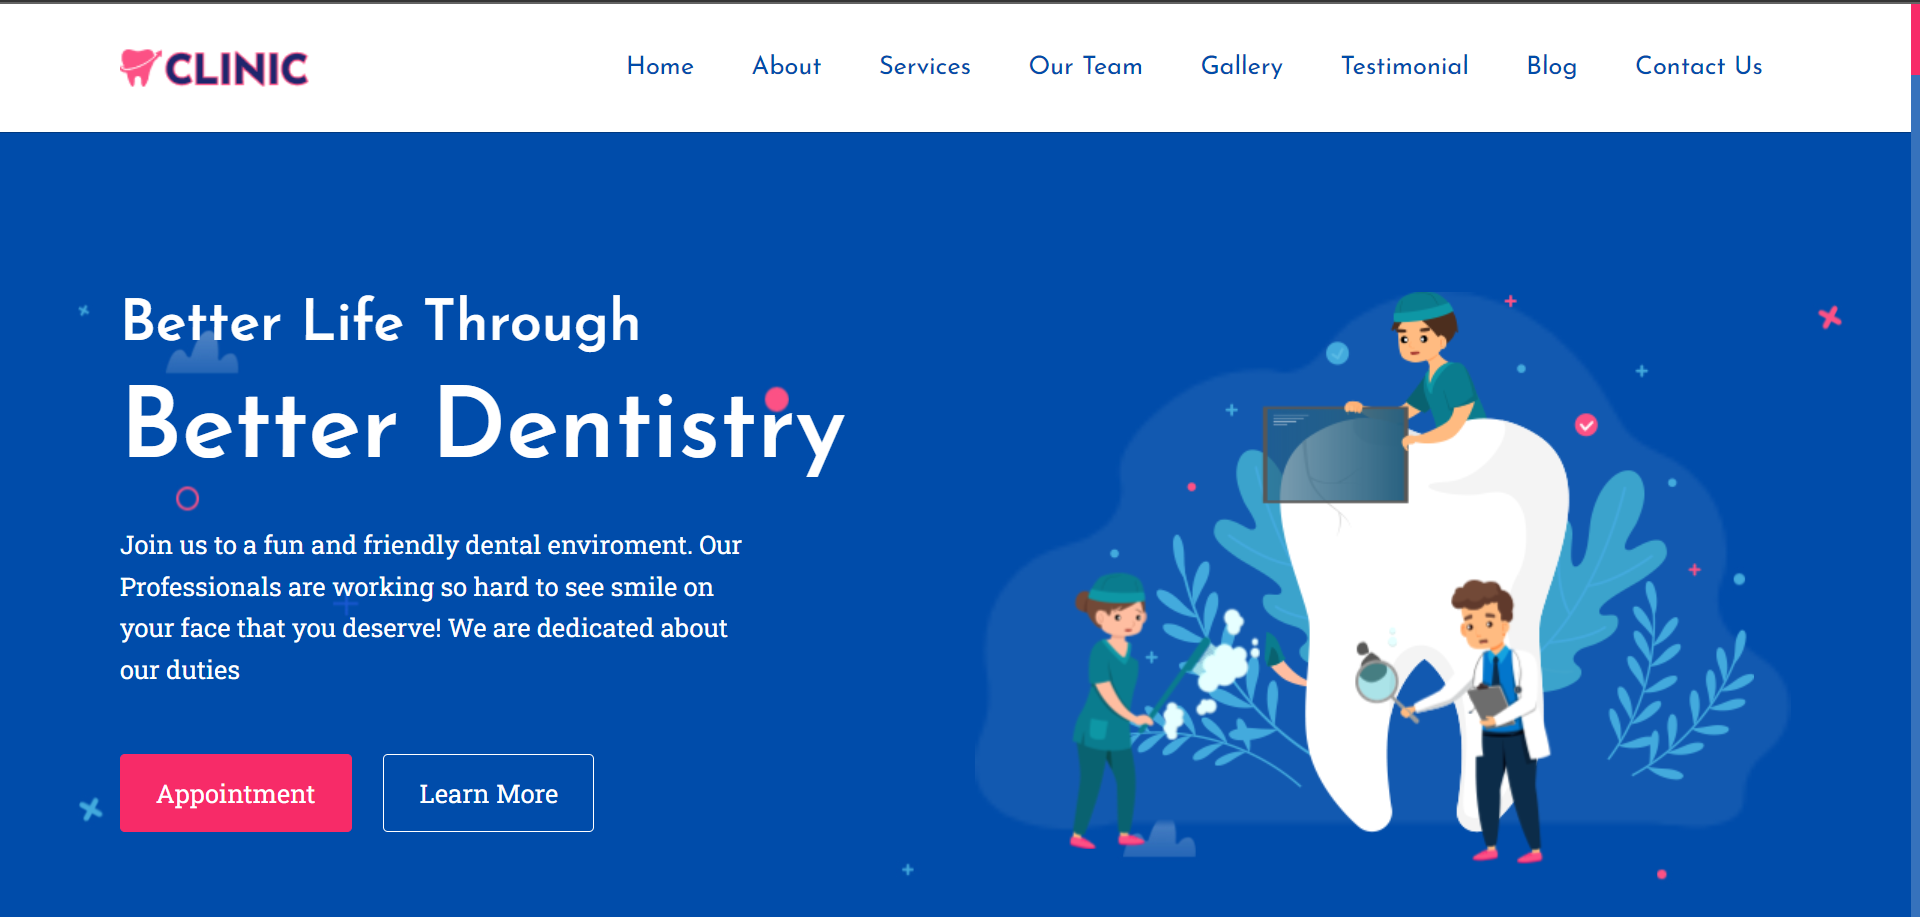 CLINIC
Home About Services Our Team Gallery Testimonial Blog Contact Us
Better Life Through
Better Dentistry
Join us to a fun and friendly dental enviroment. Our
Professionals are working so hard to see smile on
your face that you deserve! We are dedicated about
our duties
Appointment Learn More